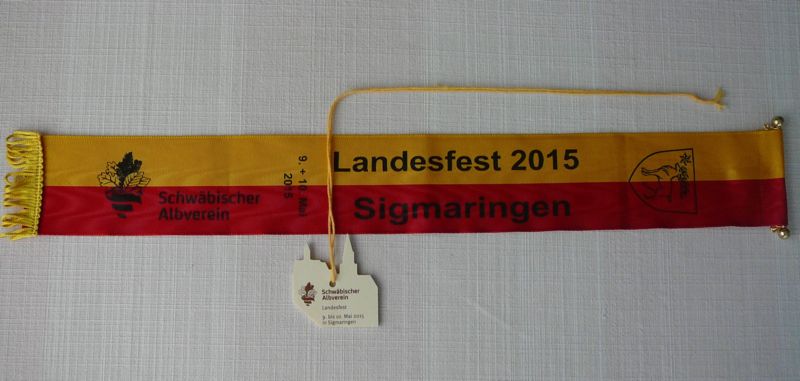 Schwäbischer
Albverein
9. + 10. Mai
2015
Landesfest 2015
Sigmaringen
Schwäbischer
Albverein
Landesfest
9. bis 10. Mai 2015
in Sigmaringen